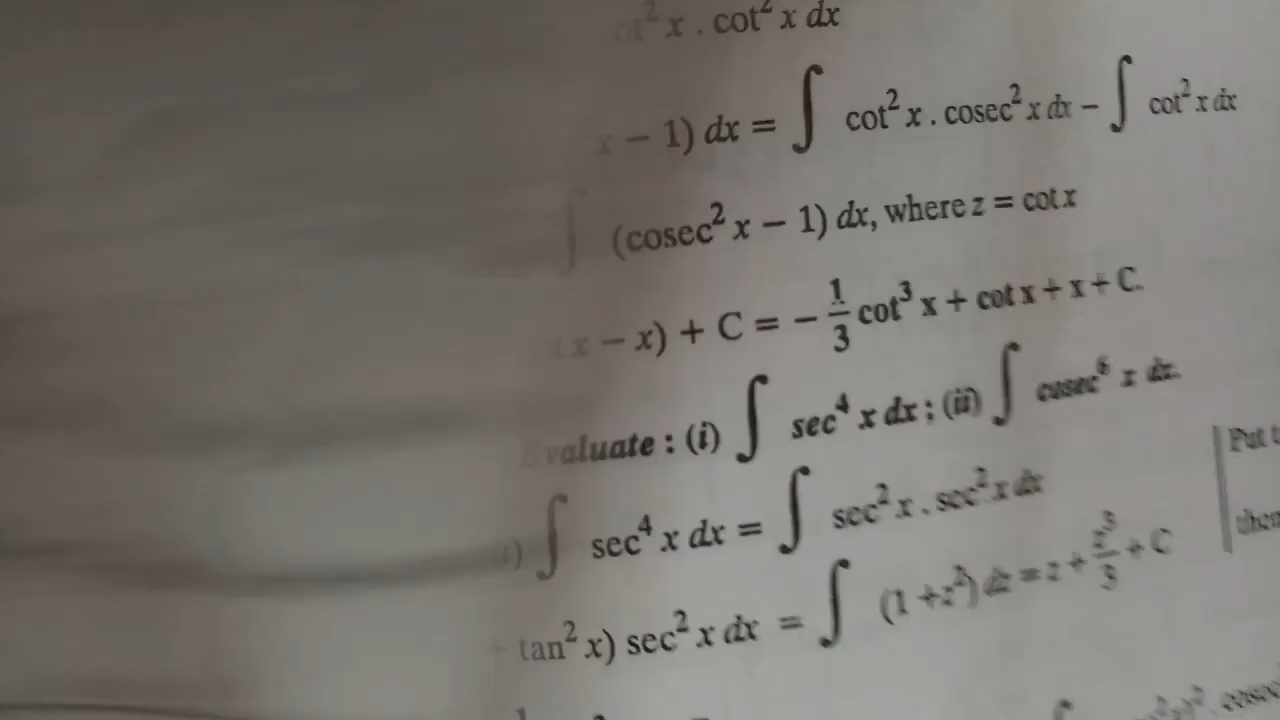 x . cot² x dx
– 1) dx = ∫ cot² x . cosec² x dx – ∫ cot² x dx
∫ (cosec² x – 1) dx, where z = cot x
x – x) + C = – 1/3 cot³ x + cot x + x + C.
valuate : (i) ∫ sec⁴ x dx ; (ii) ∫ cosec⁶ x dx.
) ∫ sec⁴ x dx = ∫ sec² x . sec² x dx
Put
tan² x) sec² x dx = ∫ (1 + z²) dz = z + z³/3 + C
then